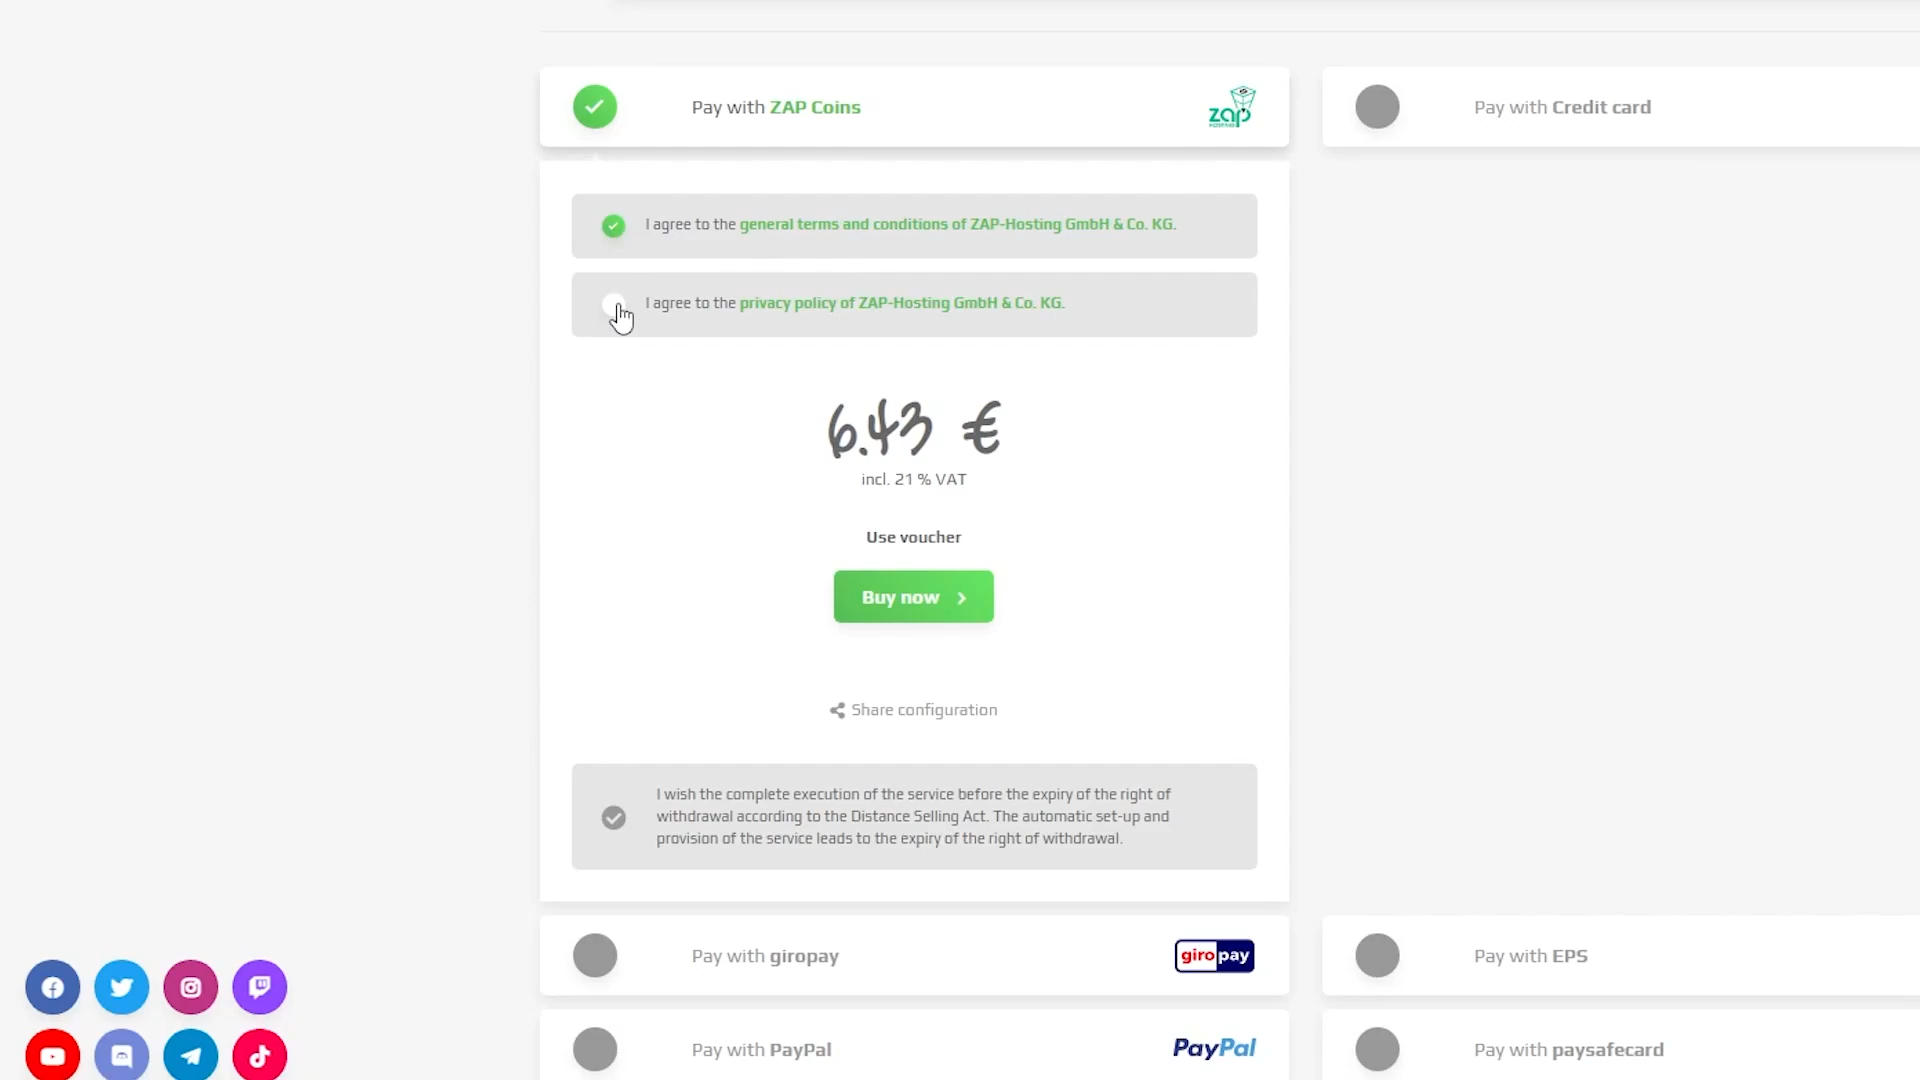 Pay with ZAP Coins
zap
HOSTING
Pay with Credit card
I agree to the general terms and conditions of ZAP-Hosting GmbH & Co. KG.
I agree to the privacy policy of ZAP-Hosting GmbH & Co. KG.
6.43 €
incl. 21 % VAT
Use voucher
Buy now
Share configuration
I wish the complete execution of the service before the expiry of the right of
withdrawal according to the Distance Selling Act. The automatic set-up and
provision of the service leads to the expiry of the right of withdrawal.
Pay with giropay
giropay
Pay with EPS
Pay with PayPal
PayPal
Pay with paysafecard